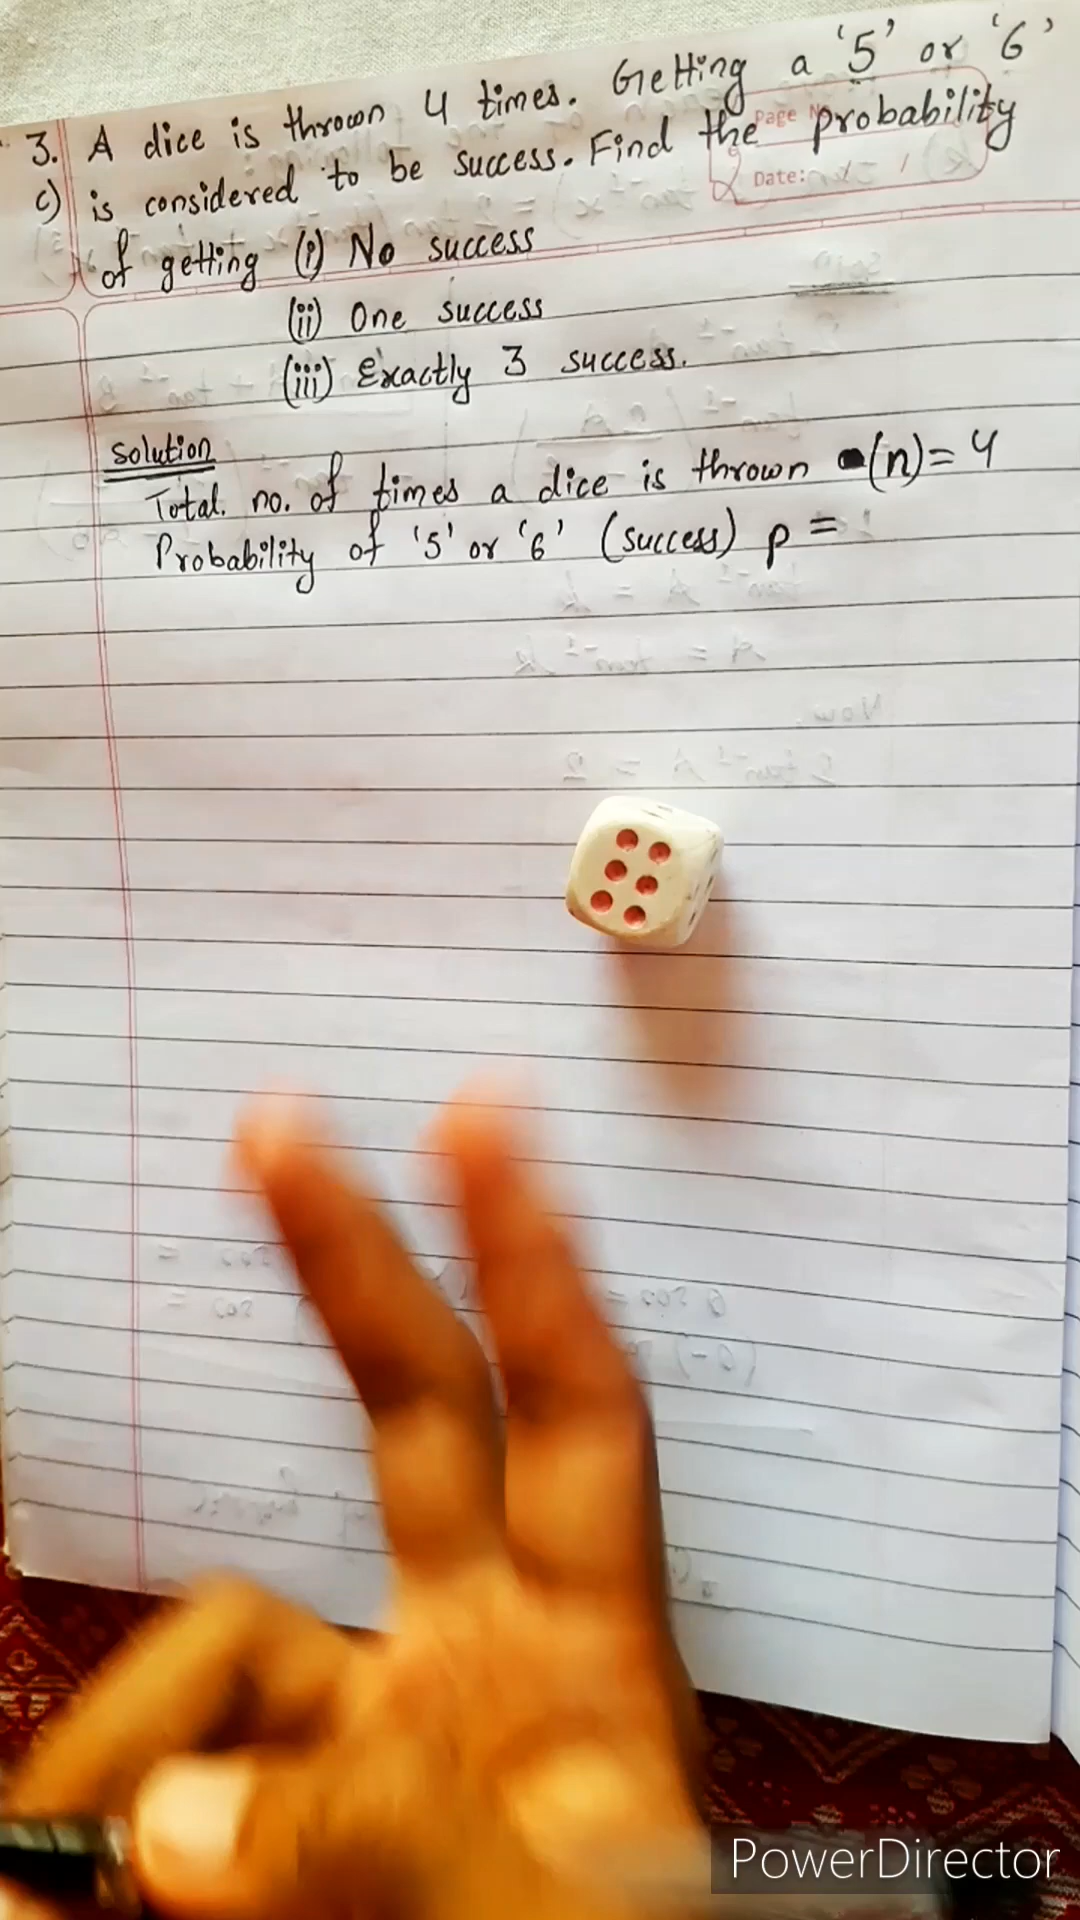 3. A dice is thrown 4 times. Getting a '5' or '6'
c) is considered to be success. Find the probability
of getting (i) No success
(ii) One success
(iii) Exactly 3 success.
Page
Date: / /
Solution
Total. no. of times a dice is thrown (n) = 4
Probability of '5' or '6' (success) p =
PowerDirector